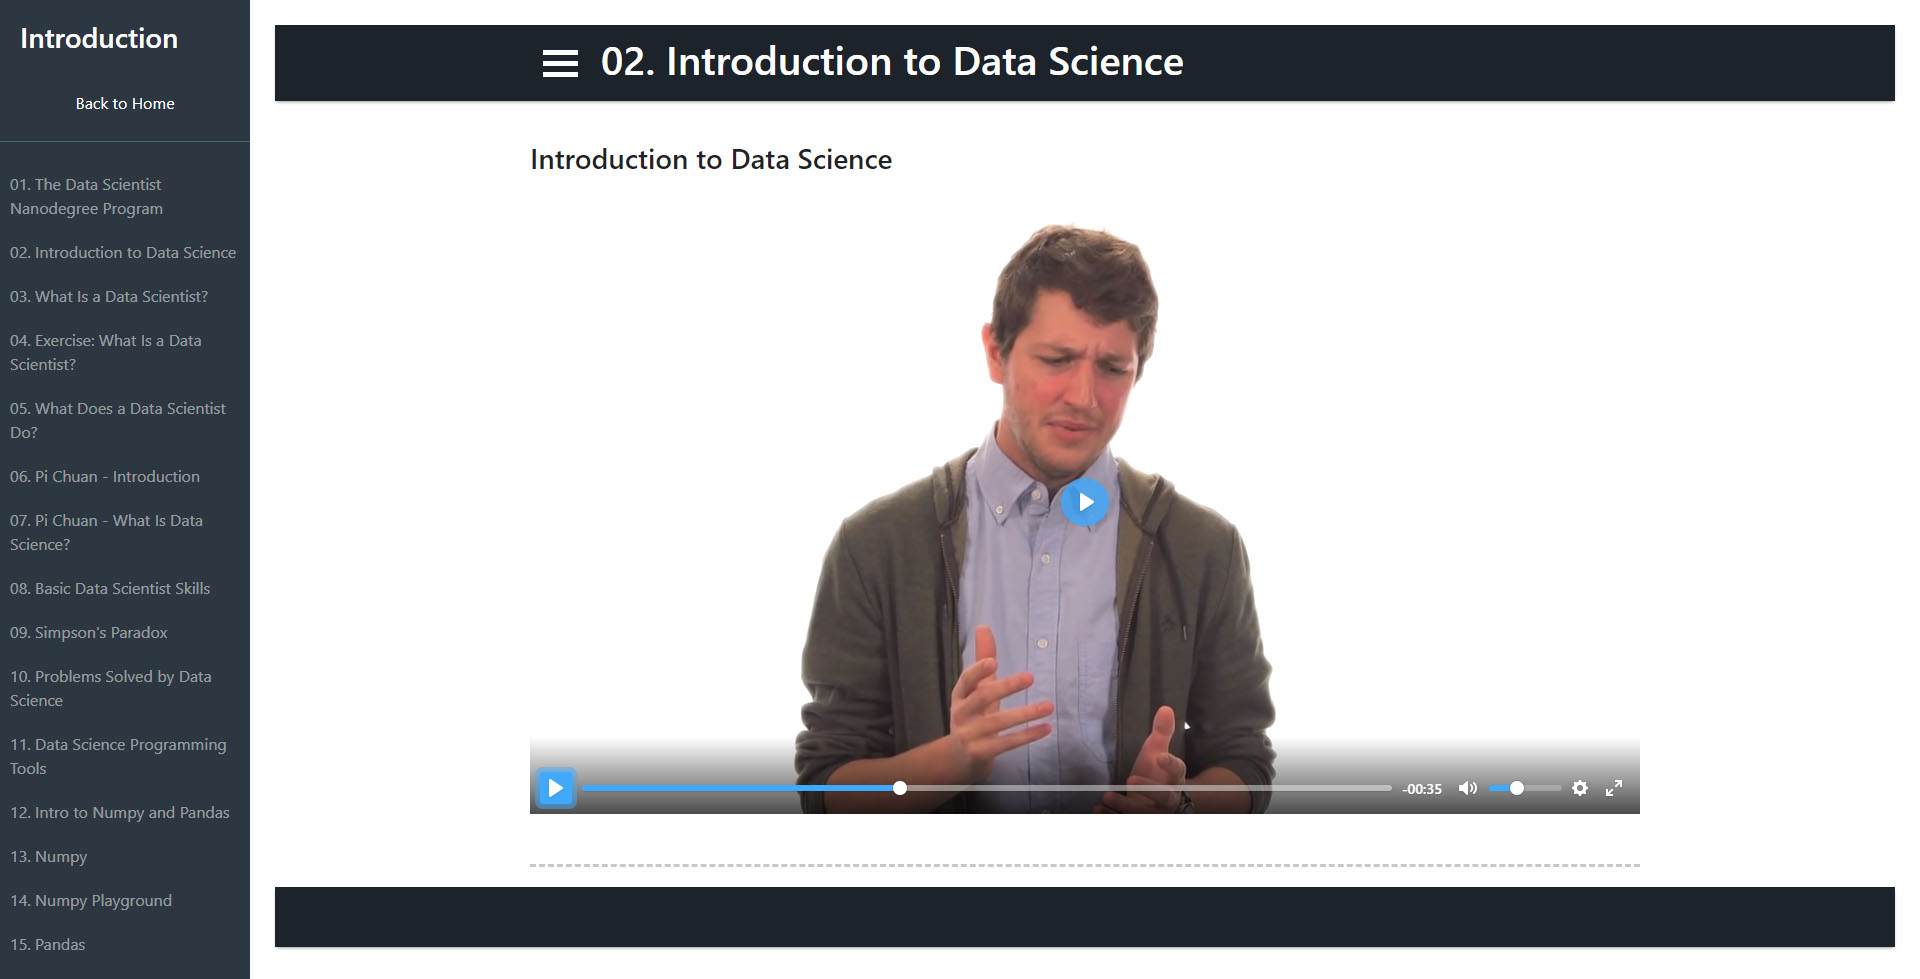 Introduction
Back to Home
01. The Data Scientist
Nanodegree Program
02. Introduction to Data Science
03. What Is a Data Scientist?
04. Exercise: What Is a Data
Scientist?
05. What Does a Data Scientist
Do?
06. Pi Chuan - Introduction
07. Pi Chuan - What Is Data
Science?
08. Basic Data Scientist Skills
09. Simpson's Paradox
10. Problems Solved by Data
Science
11. Data Science Programming
Tools
12. Intro to Numpy and Pandas
13. Numpy
14. Numpy Playground
15. Pandas
02. Introduction to Data Science
Introduction to Data Science
-00:35